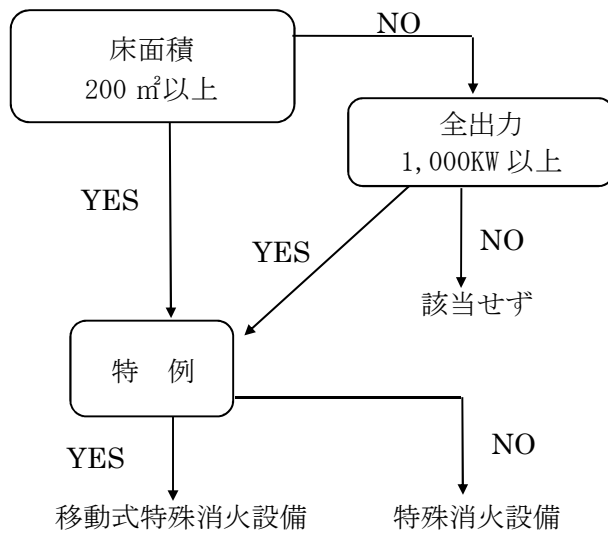 床面積
200 ㎡以上
NO
全出力
1,000KW 以上
YES
YES
NO
該当せず
特　例
YES
NO
移動式特殊消火設備
特殊消火設備